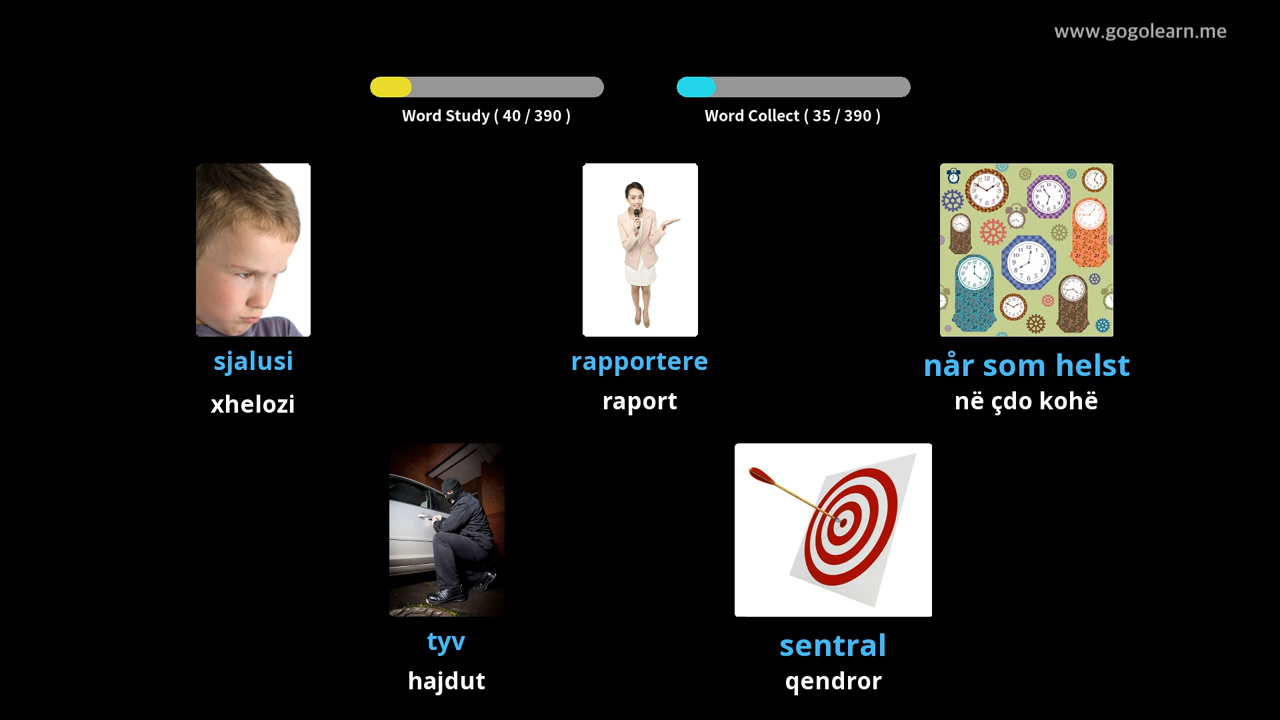 www.gogolearn.me
Word Study ( 40 / 390 )
Word Collect ( 35 / 390 )
sjalusi
xhelozi
rapportere
raport
når som helst
në çdo kohë
tyv
hajdut
sentral
qendror